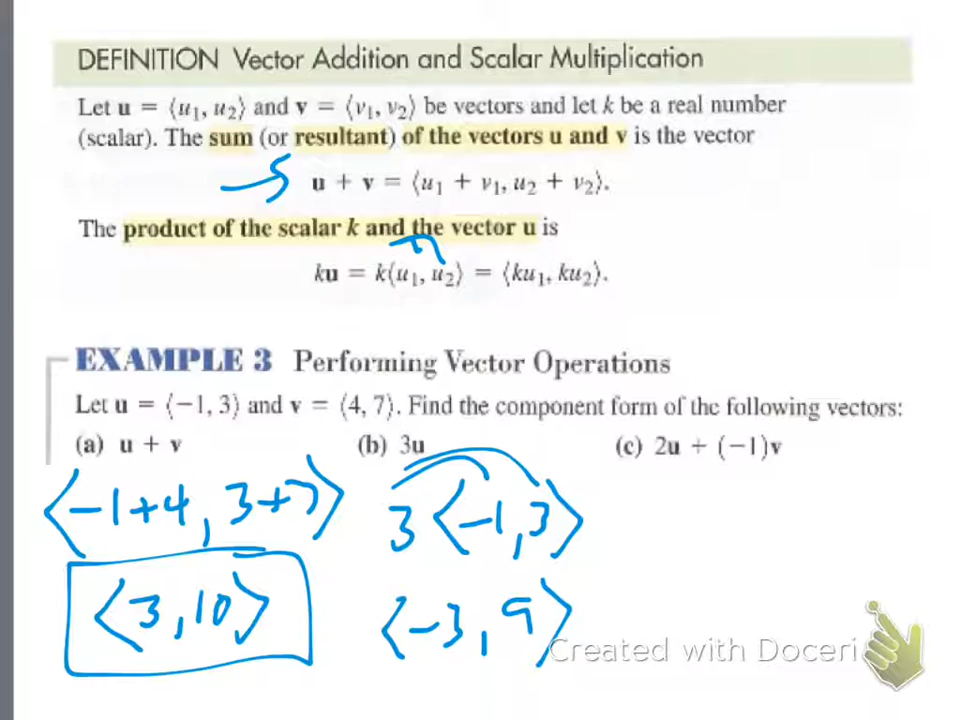 DEFINITION Vector Addition and Scalar Multiplication
Let u = ⟨u₁, u₂⟩ and v = ⟨v₁, v₂⟩ be vectors and let k be a real number
(scalar). The sum (or resultant) of the vectors u and v is the vector
u + v = ⟨u₁ + v₁, u₂ + v₂⟩.
The product of the scalar k and the vector u is
ku = k⟨u₁, u₂⟩ = ⟨ku₁, ku₂⟩.
EXAMPLE 3 Performing Vector Operations
Let u = ⟨−1, 3⟩ and v = ⟨4, 7⟩. Find the component form of the following vectors:
(a) u + v (b) 3u (c) 2u + (−1)v
⟨-1+4, 3+7⟩ 3⟨-1,3⟩
⟨3,10⟩ ⟨-3,9⟩
Created with Doceri